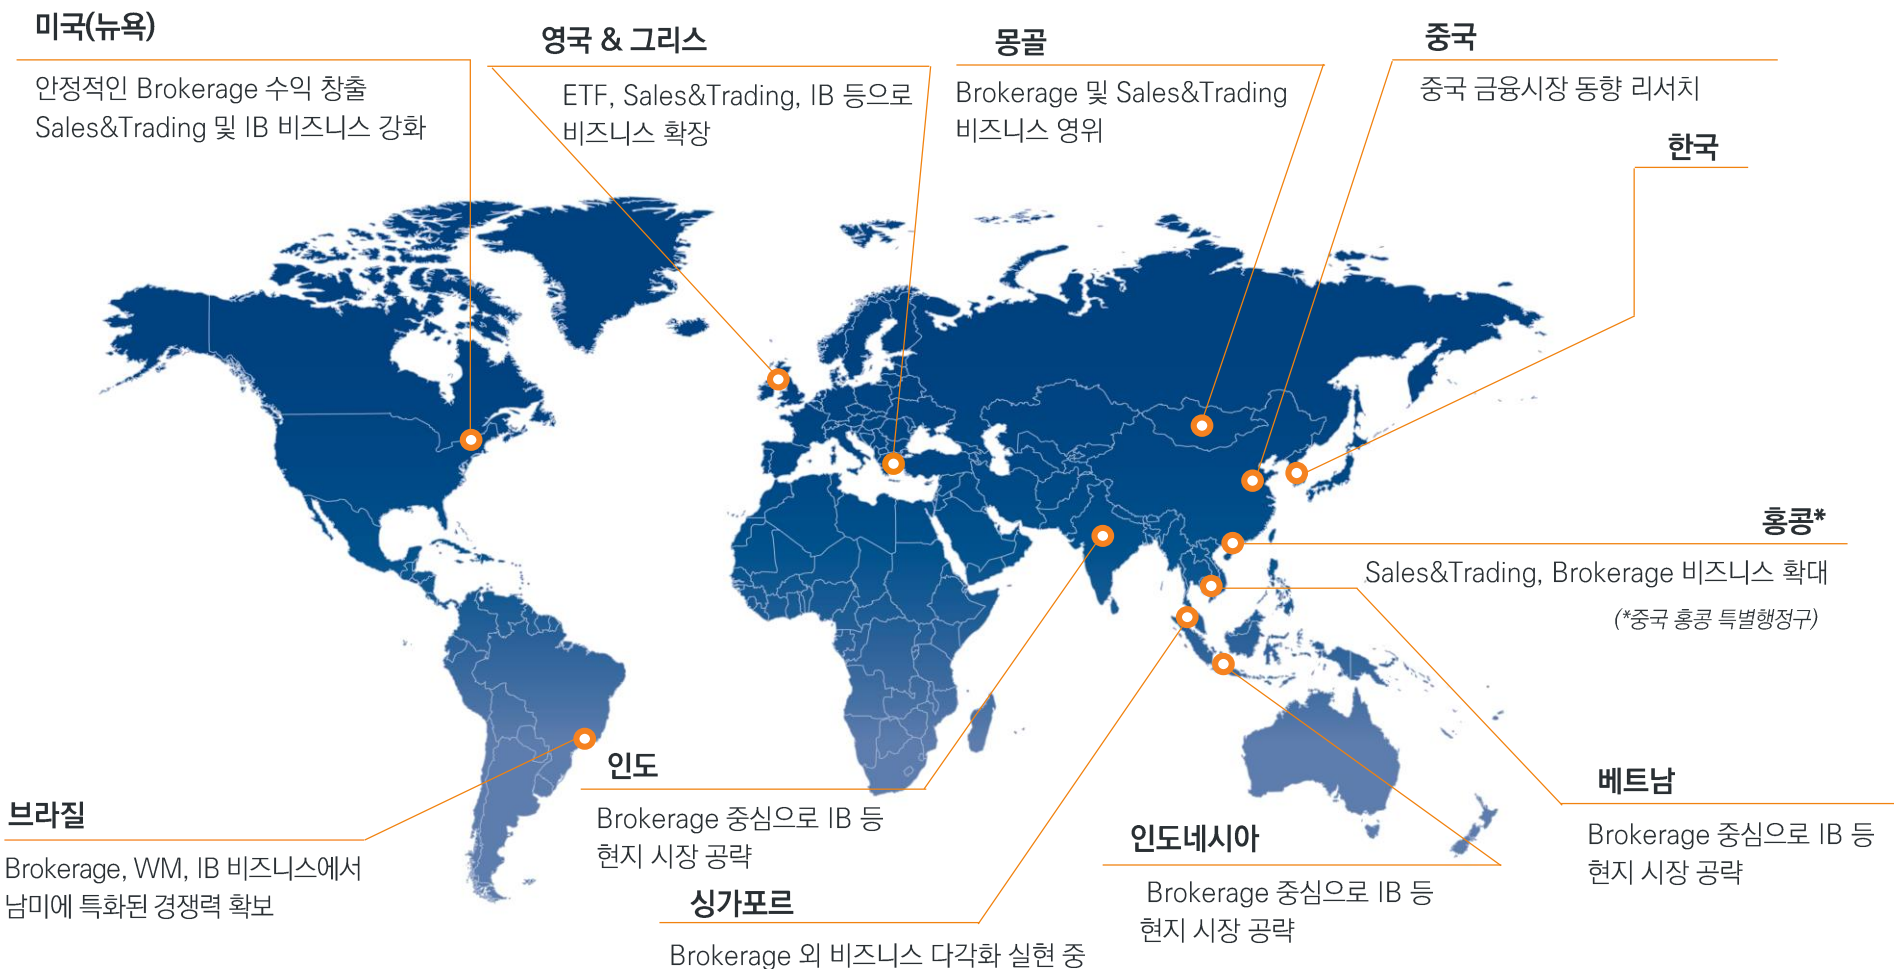 미국(뉴욕)
안정적인 Brokerage 수익 창출
Sales&Trading 및 IB 비즈니스 강화
영국 & 그리스
ETF, Sales&Trading, IB 등으로
비즈니스 확장
몽골
Brokerage 및 Sales&Trading
비즈니스 영위
중국
중국 금융시장 동향 리서치
한국
홍콩*
Sales&Trading, Brokerage 비즈니스 확대
(*중국 홍콩 특별행정구)
브라질
Brokerage, WM, IB 비즈니스에서
남미에 특화된 경쟁력 확보
인도
Brokerage 중심으로 IB 등
현지 시장 공략
싱가포르
Brokerage 외 비즈니스 다각화 실현 중
인도네시아
Brokerage 중심으로 IB 등
현지 시장 공략
베트남
Brokerage 중심으로 IB 등
현지 시장 공략